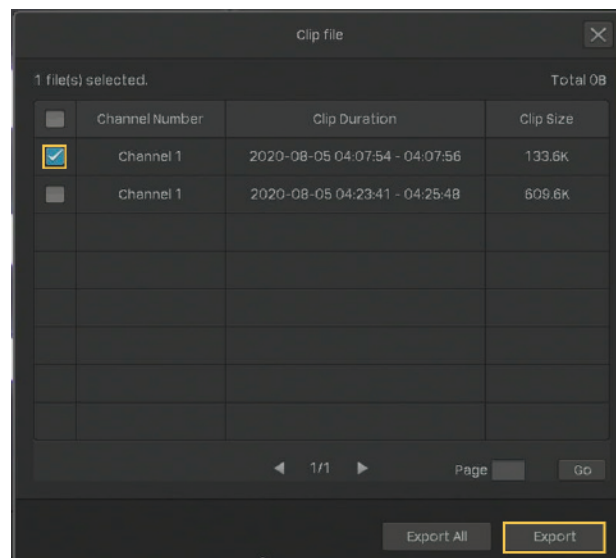 Clip file
1 file(s) selected. Total 0B
Channel Number Clip Duration Clip Size
Channel 1 2020-08-05 04:07:54 - 04:07:56 133.6K
Channel 1 2020-08-05 04:23:41 - 04:25:48 609.6K
1/1 Page Go
Export All Export